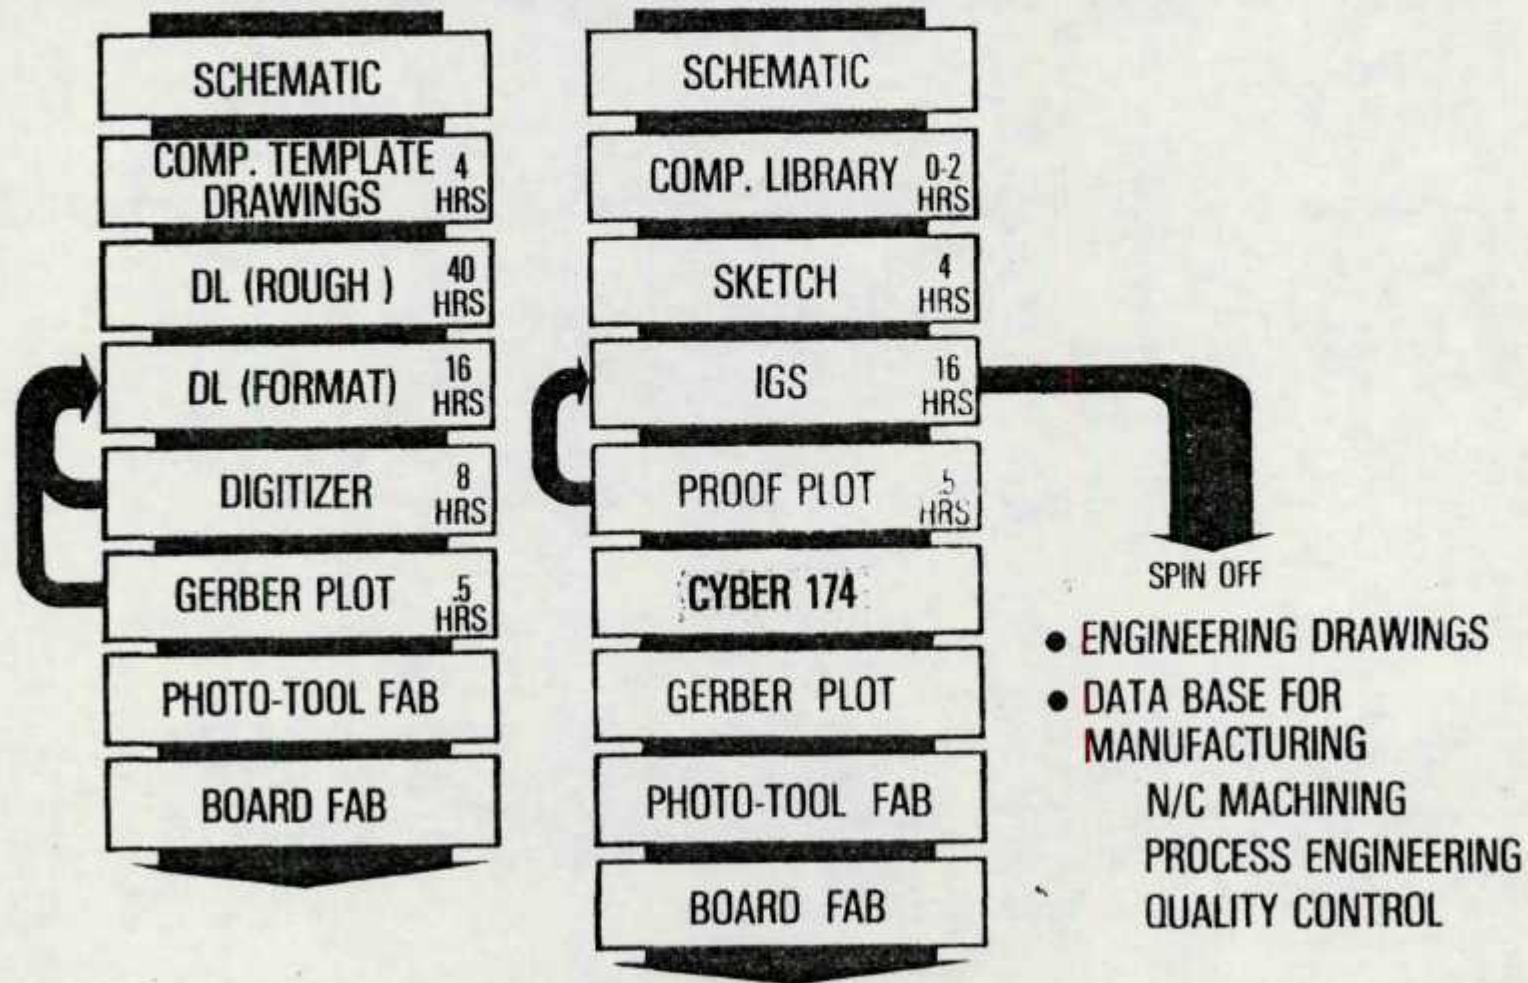 SCHEMATIC
COMP. TEMPLATE
DRAWINGS
4
HRS
DL (ROUGH )
40
HRS
DL (FORMAT)
16
HRS
DIGITIZER
8
HRS
GERBER PLOT
.5
HRS
PHOTO-TOOL FAB
BOARD FAB
SCHEMATIC
COMP. LIBRARY
0-2
HRS
SKETCH
4
HRS
IGS
16
HRS
PROOF PLOT
.5
HRS
CYBER 174
GERBER PLOT
PHOTO-TOOL FAB
BOARD FAB
SPIN OFF
● ENGINEERING DRAWINGS
● DATA BASE FOR
MANUFACTURING
N/C MACHINING
PROCESS ENGINEERING
QUALITY CONTROL